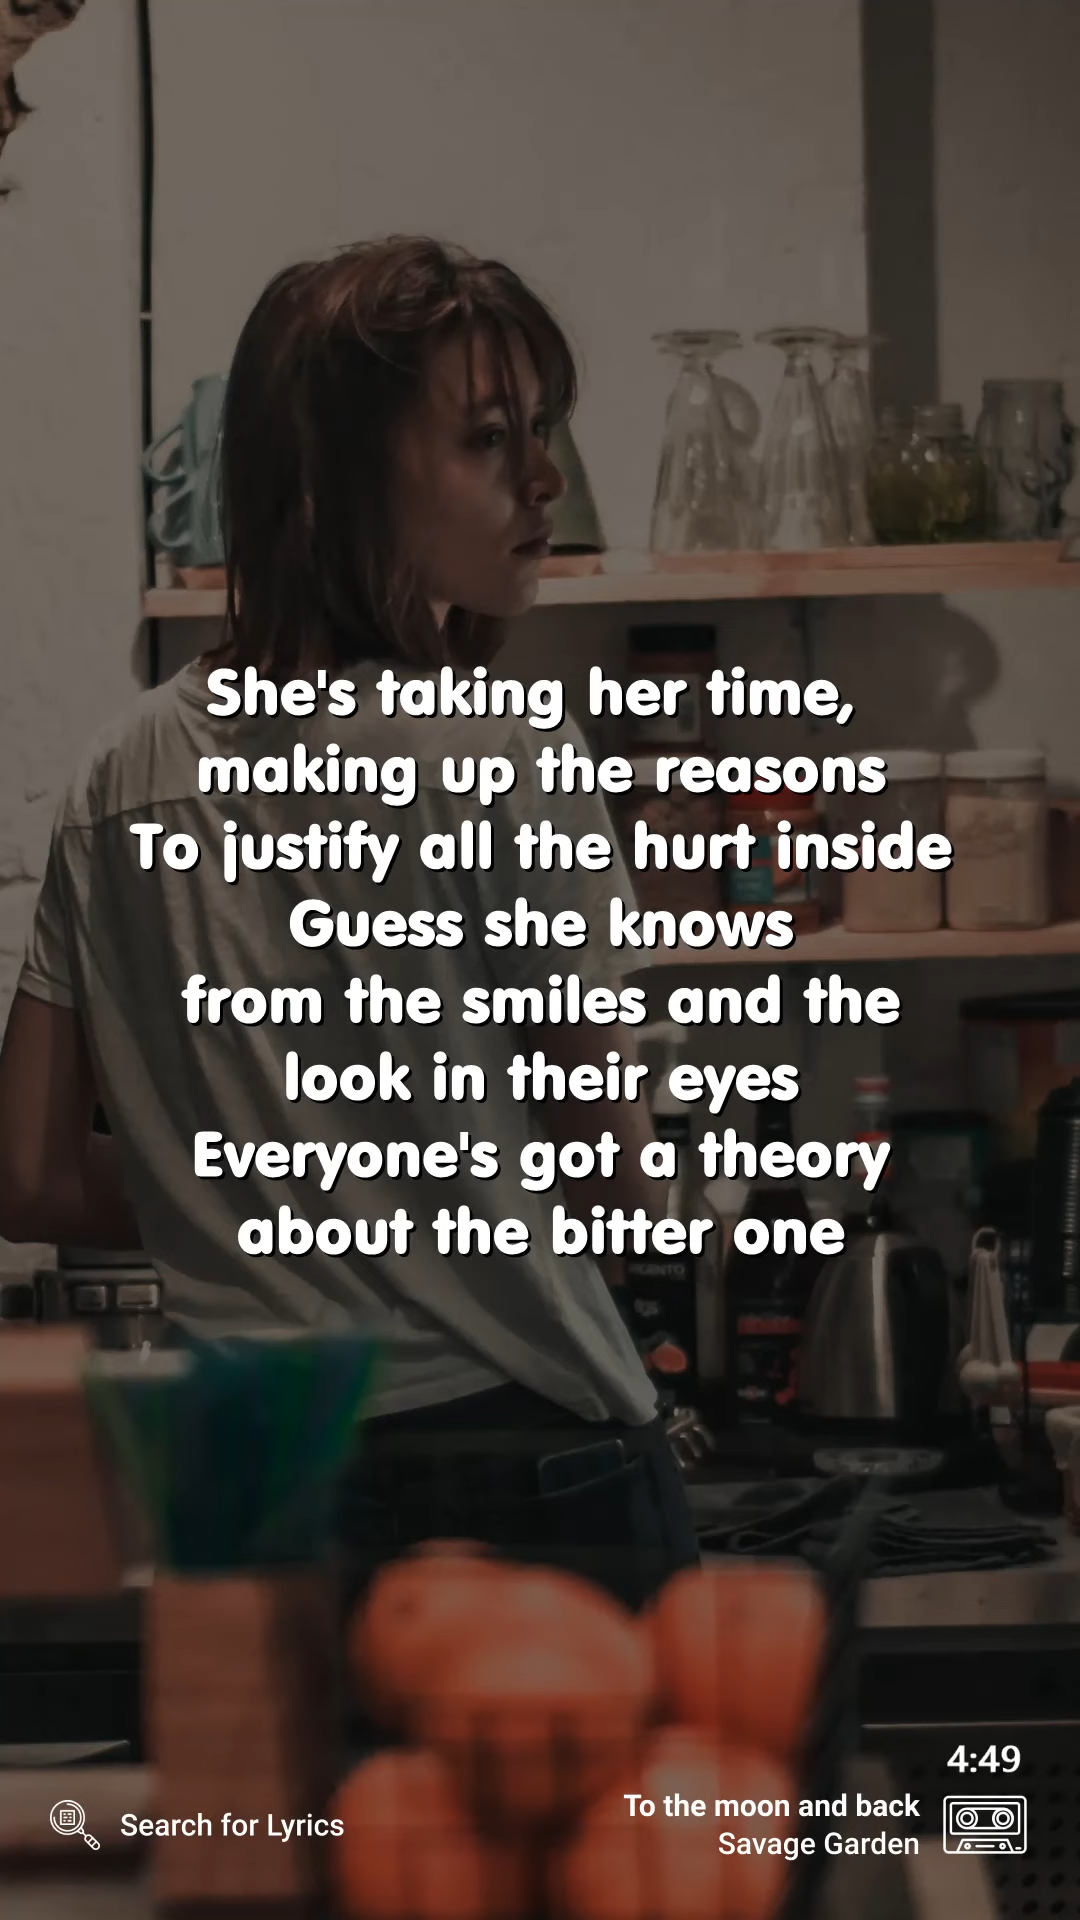 She's taking her time,
making up the reasons
To justify all the hurt inside
Guess she knows
from the smiles and the
look in their eyes
Everyone's got a theory
about the bitter one
4:49
Search for Lyrics
To the moon and back
Savage Garden